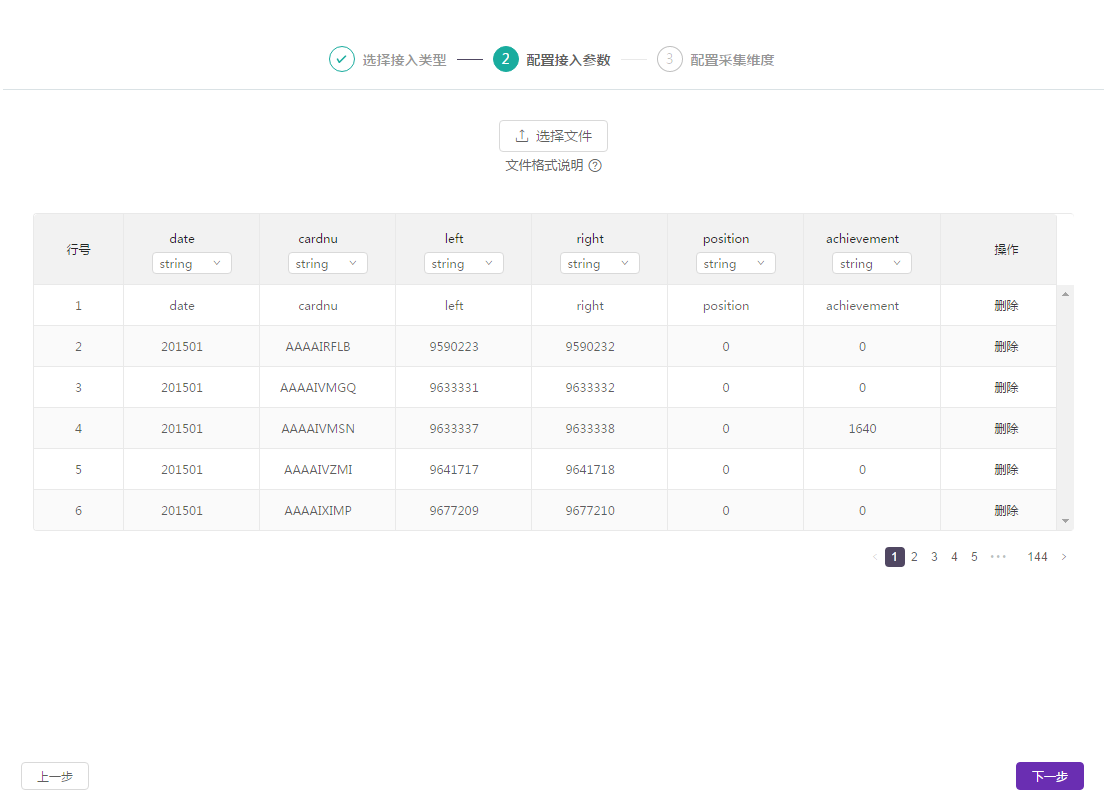 选择接入类型 2 配置接入参数 3 配置采集维度
选择文件
文件格式说明 ?
行号 date cardnu left right position achievement 操作
string string string string string string
1 date cardnu left right position achievement 删除
2 201501 AAAAIRFLB 9590223 9590232 0 0 删除
3 201501 AAAAIVMGQ 9633331 9633332 0 0 删除
4 201501 AAAAIVMSN 9633337 9633338 0 1640 删除
5 201501 AAAAIVZMI 9641717 9641718 0 0 删除
6 201501 AAAAIXIMP 9677209 9677210 0 0 删除
< 1 2 3 4 5 ••• 144 >
上一步 下一步